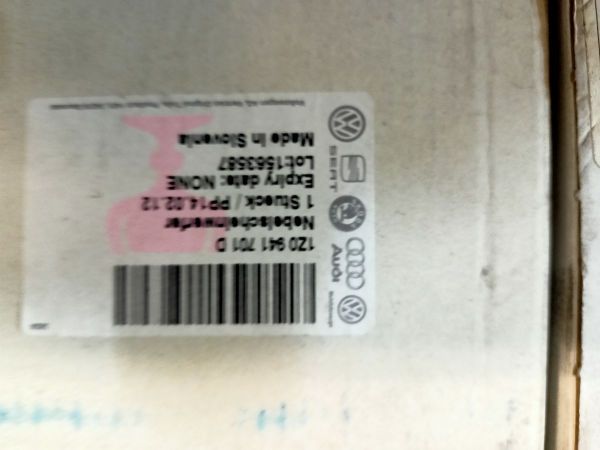 1Z0 941 701 D
Nebelscheinwerfer
1 Stueck / PP14.02.12
Expiry date: NONE
Lot:1563587
Made in Slovenia
SEAT
Audi